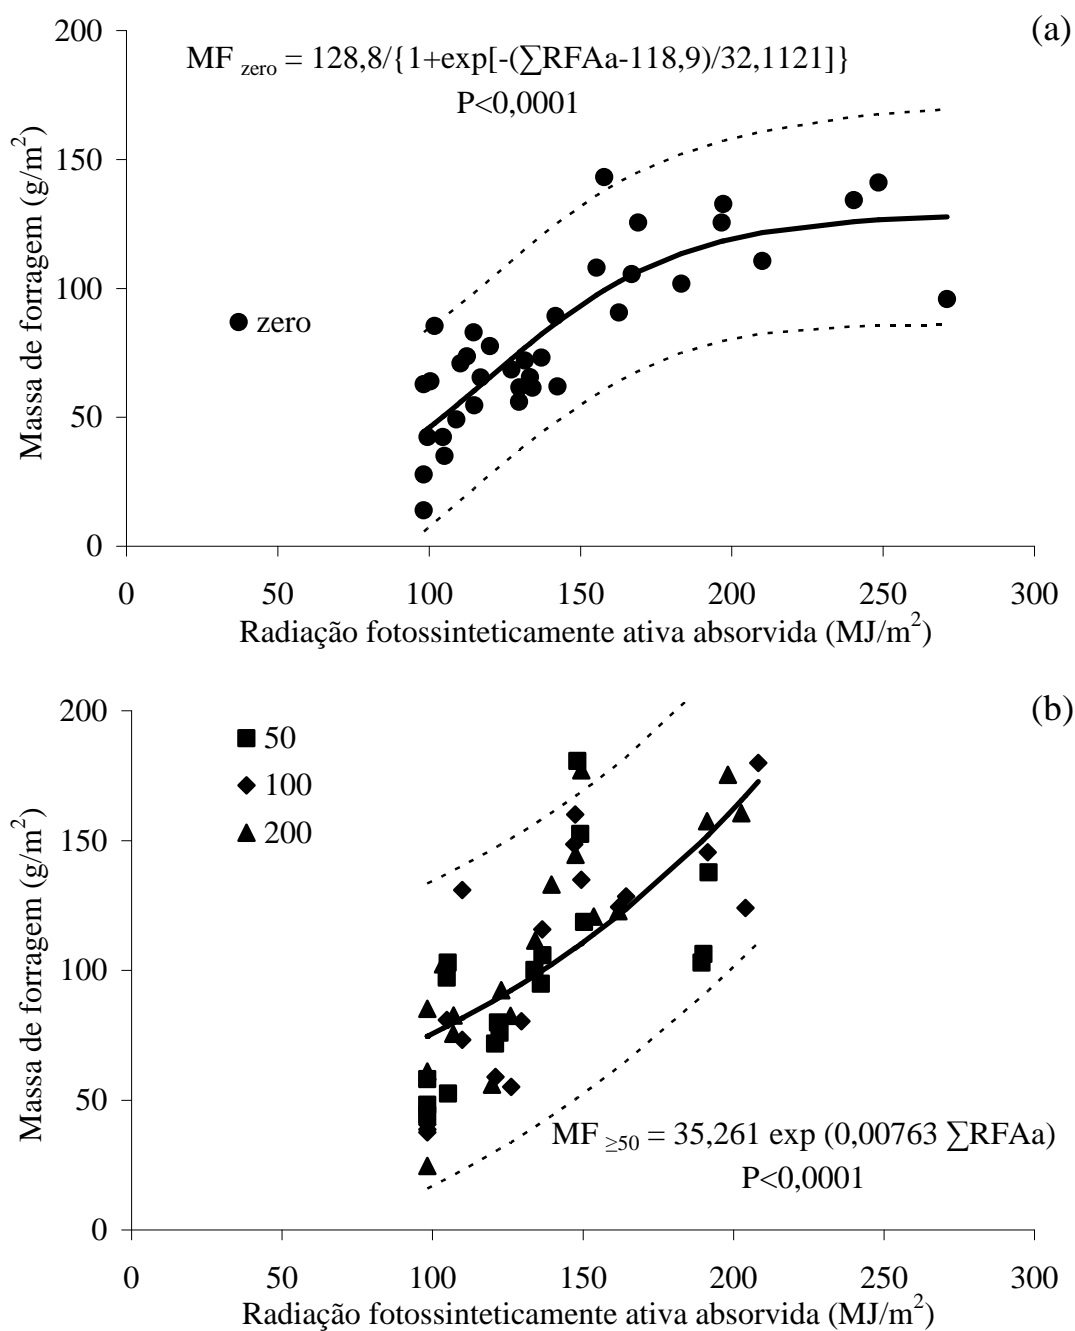 (a)
MF zero = 128,8/{1+exp[-(∑RFAa-118,9)/32,1121]}
P<0,0001
200
150
100
50
0
zero
Massa de forragem (g/m²)
0 50 100 150 200 250 300
Radiação fotossinteticamente ativa absorvida (MJ/m²)
(b)
200
150
100
50
0
50
100
200
Massa de forragem (g/m²)
MF ≥50 = 35,261 exp (0,00763 ∑RFAa)
P<0,0001
0 50 100 150 200 250 300
Radiação fotossinteticamente ativa absorvida (MJ/m²)